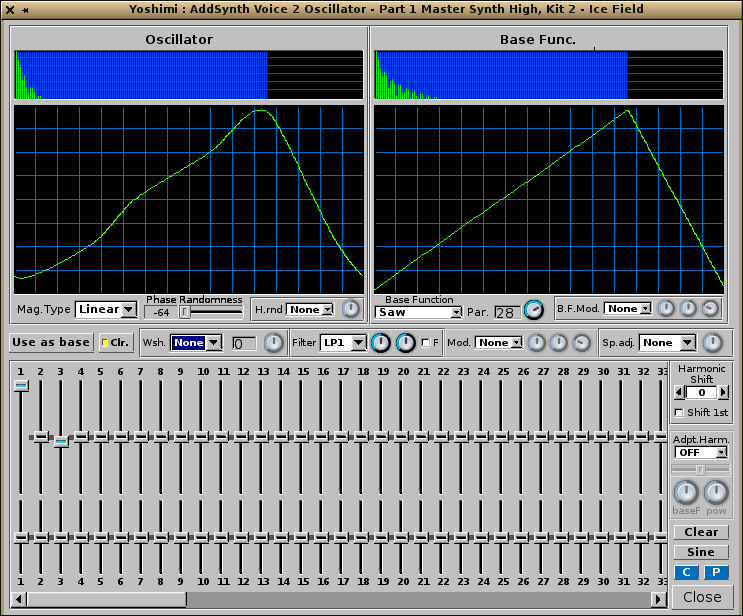 Yoshimi : AddSynth Voice 2 Oscillator - Part 1 Master Synth High, Kit 2 - Ice Field
Oscillator
Base Func.
Mag.Type Linear
Phase Randomness
-64
H.rnd None
Base Function
Saw
Par. 28
B.F.Mod. None
Use as base
Clr.
Wsh. None
0
Filter LP1
F
Mod. None
Sp.adj. None
1 2 3 4 5 6 7 8 9 10 11 12 13 14 15 16 17 18 19 20 21 22 23 24 25 26 27 28 29 30 31 32 33
1 2 3 4 5 6 7 8 9 10 11 12 13 14 15 16 17 18 19 20 21 22 23 24 25 26 27 28 29 30 31 32 33
Harmonic
Shift
0
Shift 1st
Adpt.Harm.
OFF
baseF pow
Clear
Sine
C P
Close